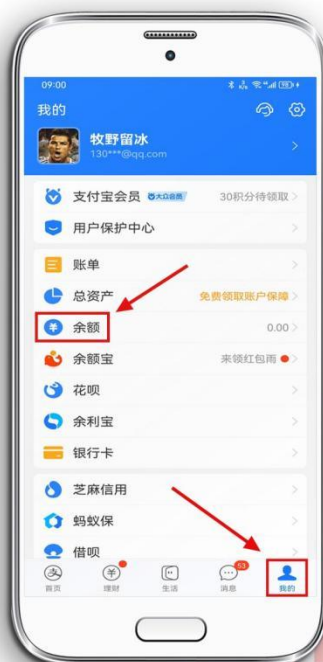 09:00
我的
牧野留冰
130***@qq.com
支付宝会员 大众会员 30积分待领取
用户保护中心
账单
总资产 免费领取账户保障
余额 0.00
余额宝 来领红包雨
花呗
余利宝
银行卡
芝麻信用
蚂蚁保
借呗
首页 理财 生活 消息 53 我的